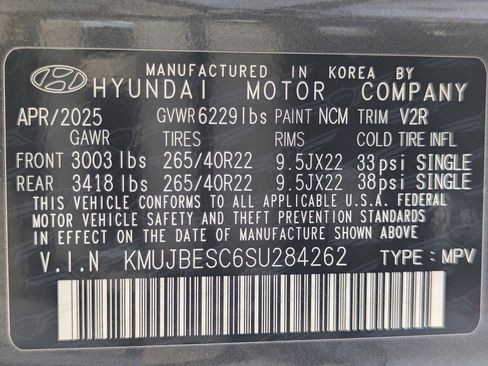 MANUFACTURED IN KOREA BY
HYUNDAI MOTOR COMPANY
APR/2025 GVWR 6229 lbs PAINT NCM TRIM V2R
GAWR TIRES RIMS COLD TIRE INFL
FRONT 3003 lbs 265/40R22 9.5JX22 33psi SINGLE
REAR 3418 lbs 265/40R22 9.5JX22 38psi SINGLE
THIS VEHICLE CONFORMS TO ALL APPLICABLE U.S.A. FEDERAL
MOTOR VEHICLE SAFETY AND THEFT PREVENTION STANDARDS
IN EFFECT ON THE DATE OF MANUFACTURE SHOWN ABOVE
V.I.N KMUJBESC6SU284262 TYPE: MPV